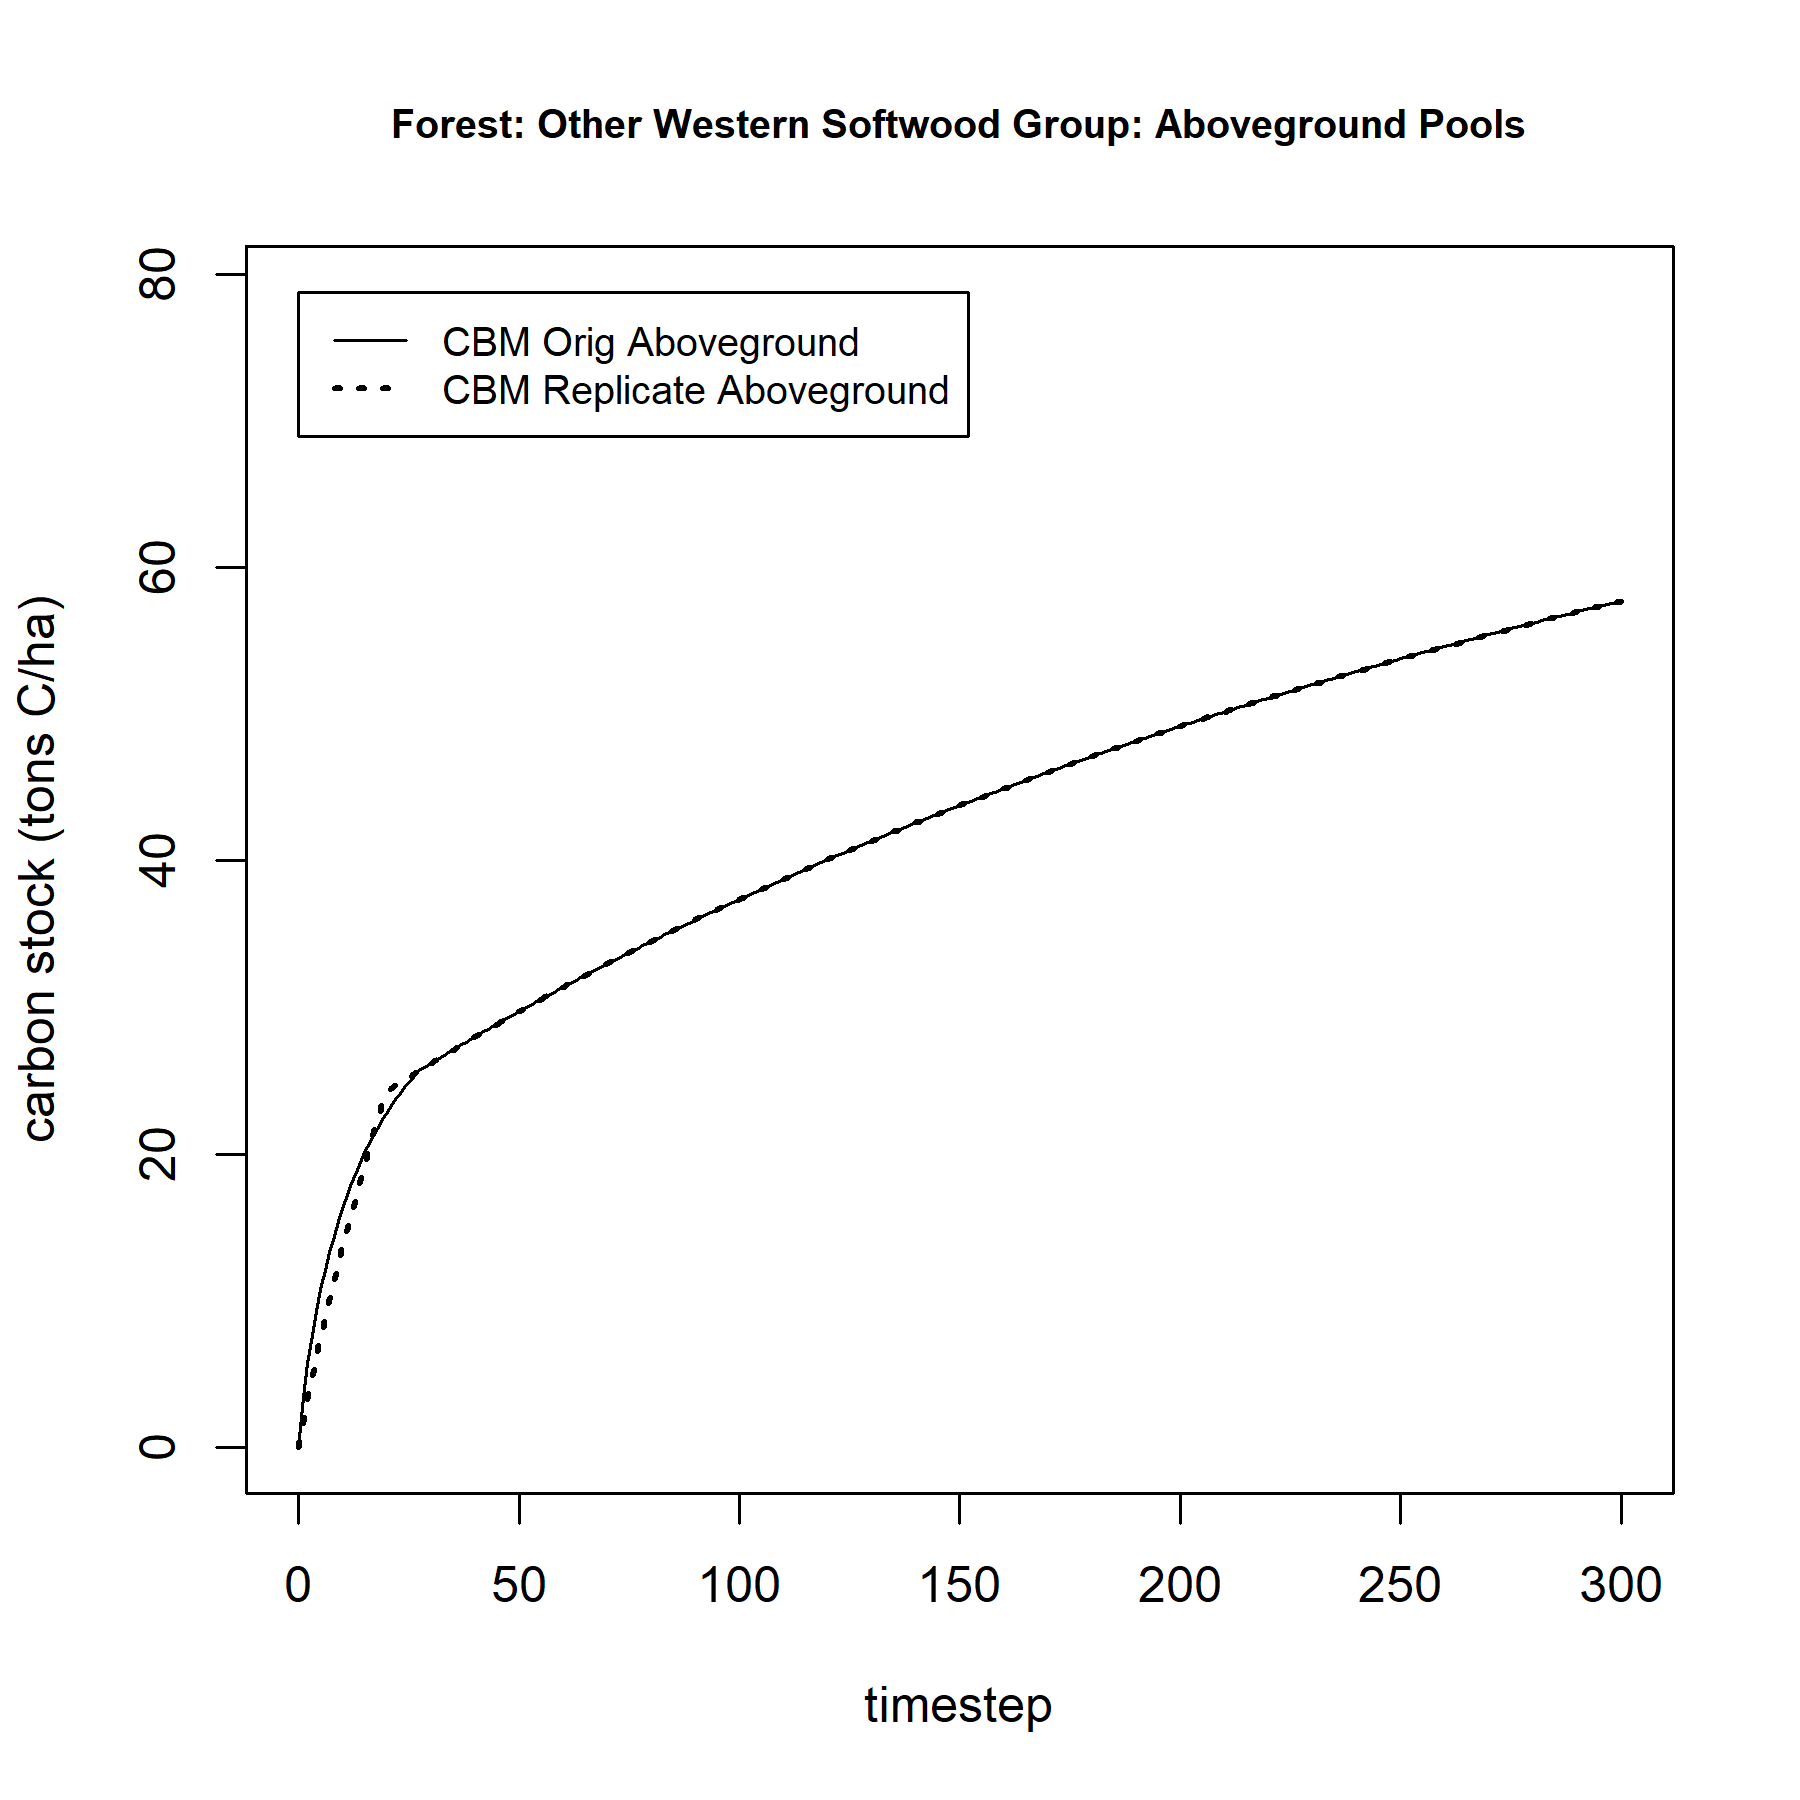 Forest: Other Western Softwood Group: Aboveground Pools
CBM Orig Aboveground
CBM Replicate Aboveground
carbon stock (tons C/ha)
80
60
40
20
0
0 50 100 150 200 250 300
timestep